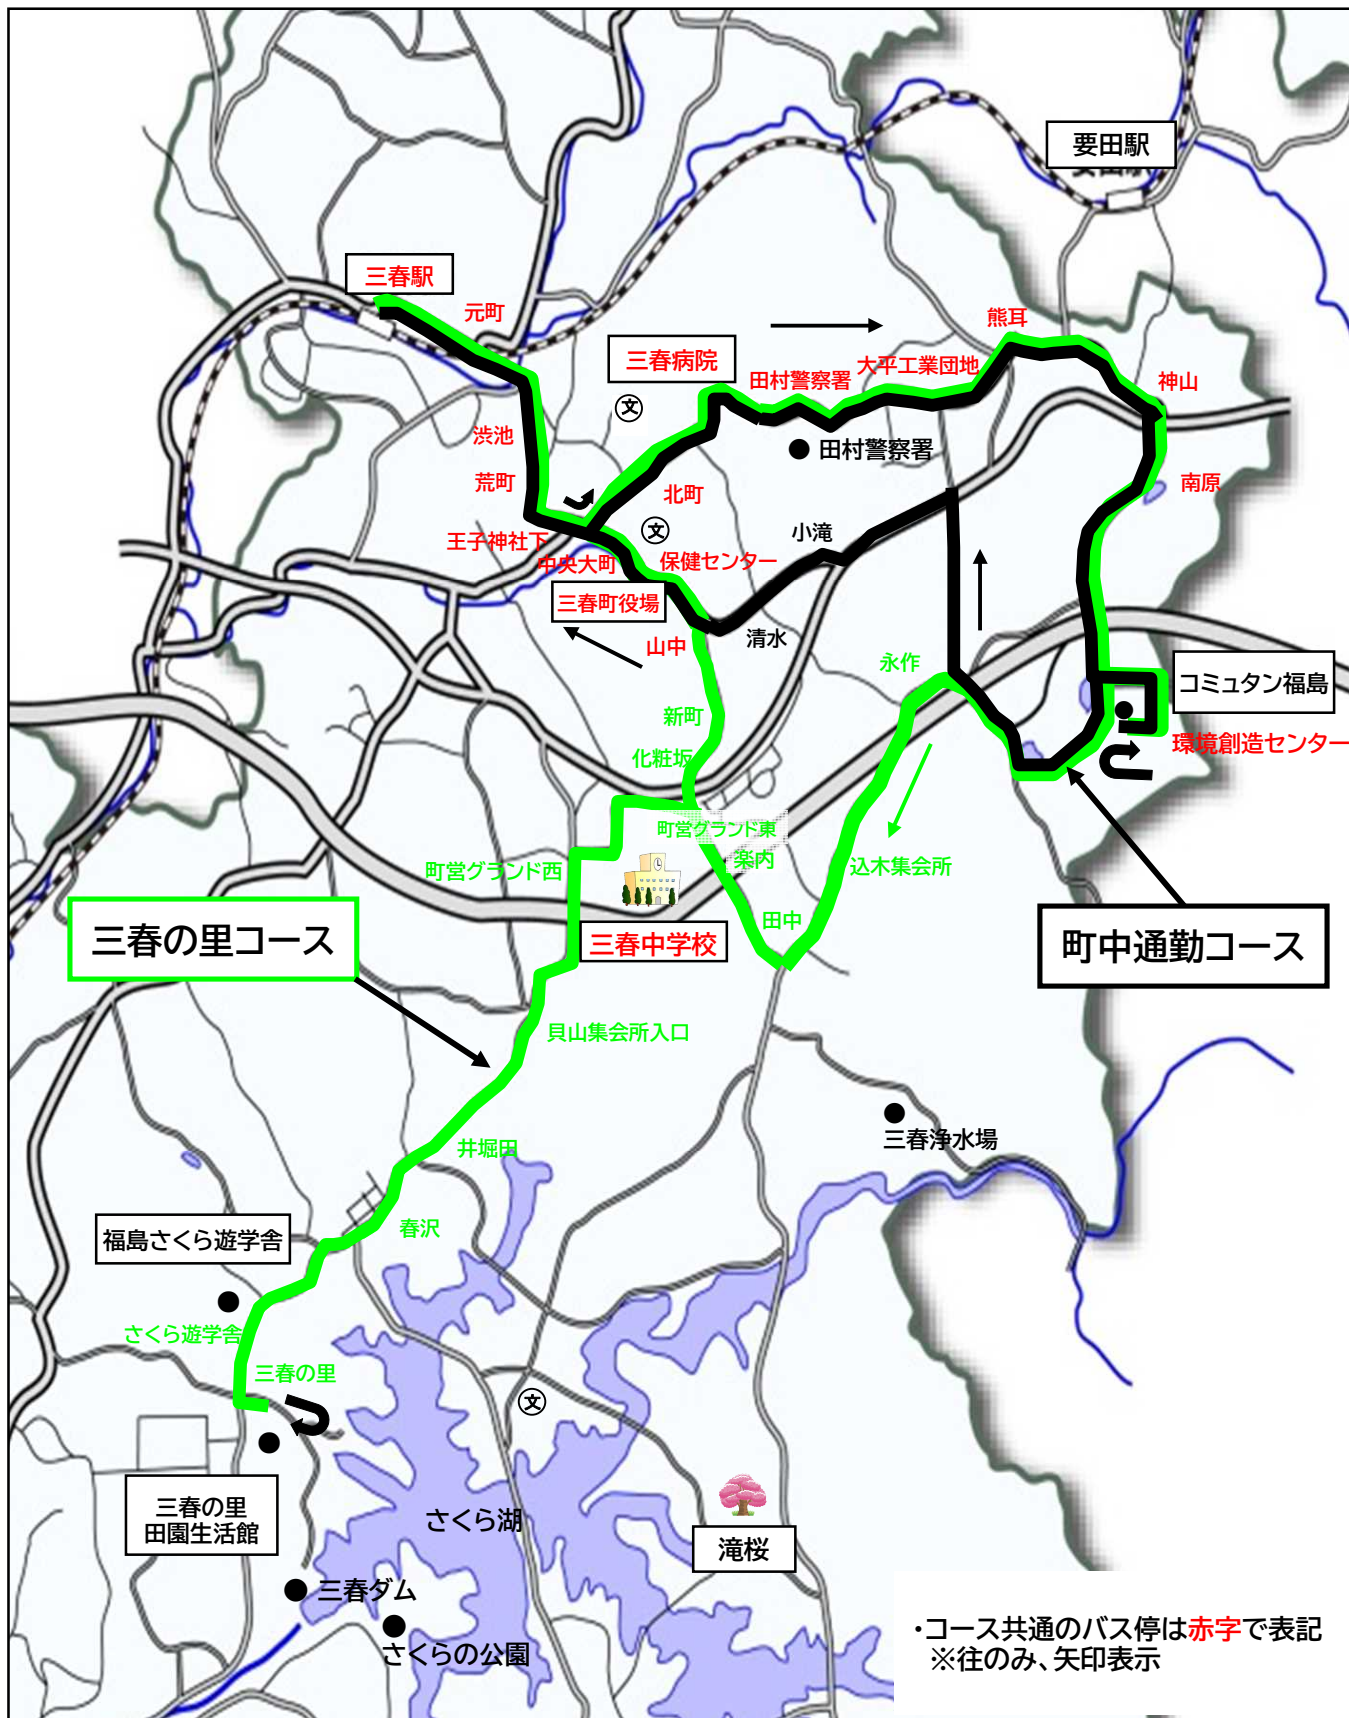 要田駅
三春駅
元町
熊耳
三春病院
田村警察署
大平工業団地
神山
文
渋池
田村警察署
荒町
北町
南原
文
小滝
王子神社下
中央大町
保健センター
三春町役場
山中
清水
永作
コミュタン福島
新町
環境創造センター
化粧坂
町営グランド東
楽内
町営グランド西
込木集会所
田中
三春の里コース
三春中学校
町中通勤コース
貝山集会所入口
三春浄水場
井堀田
春沢
福島さくら遊学舎
さくら遊学舎
三春の里
文
三春の里
田園生活館
さくら湖
滝桜
三春ダム
さくらの公園
・コース共通のバス停は赤字で表記
※往のみ、矢印表示